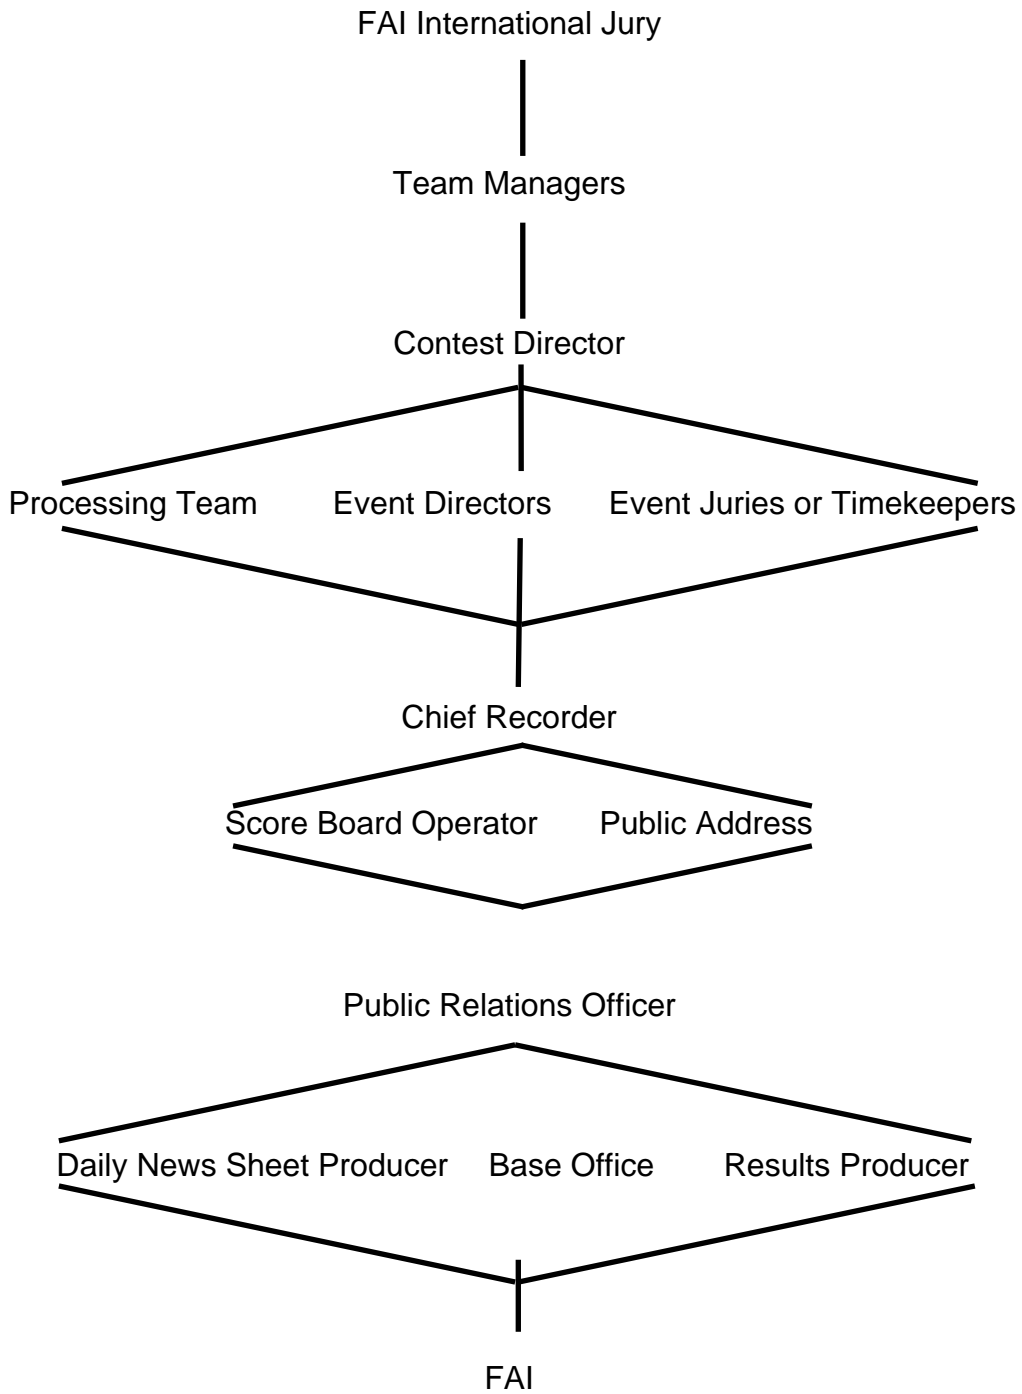 FAI International Jury
Team Managers
Contest Director
Processing Team Event Directors Event Juries or Timekeepers
Chief Recorder
Score Board Operator Public Address
Public Relations Officer
Daily News Sheet Producer Base Office Results Producer
FAI